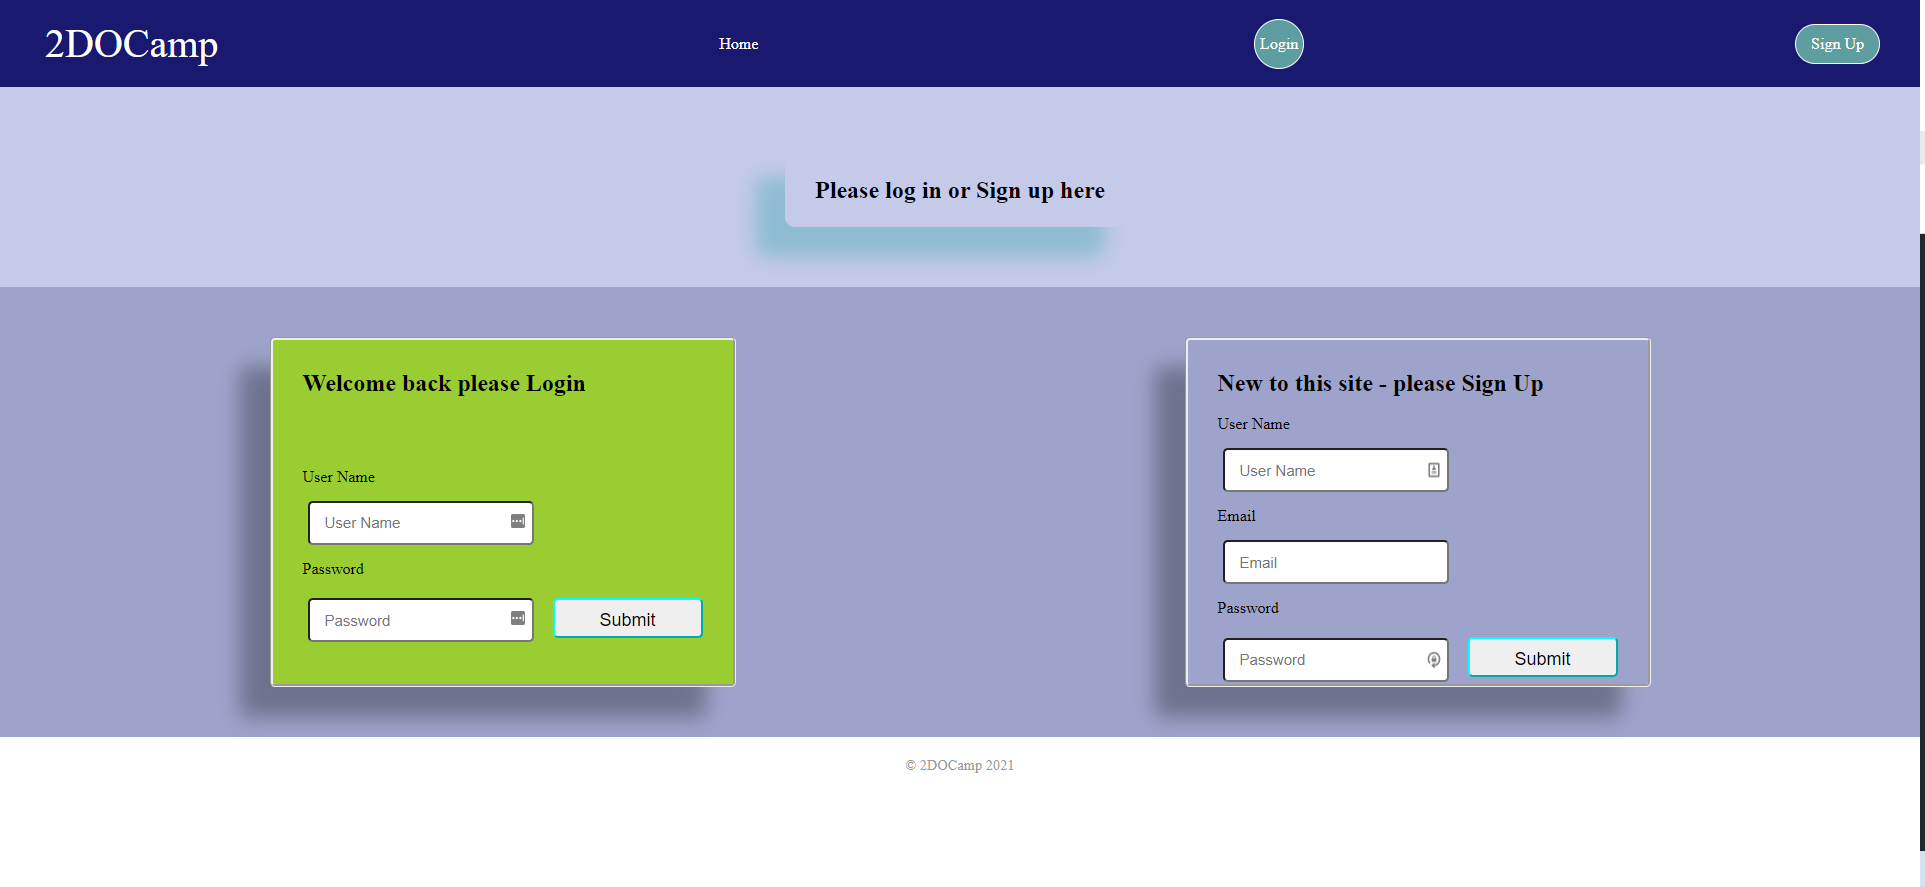 2DOCamp
Home
Login
Sign Up
Please log in or Sign up here
Welcome back please Login
User Name
User Name
Password
Password
Submit
New to this site - please Sign Up
User Name
User Name
Email
Email
Password
Password
Submit
© 2DOCamp 2021